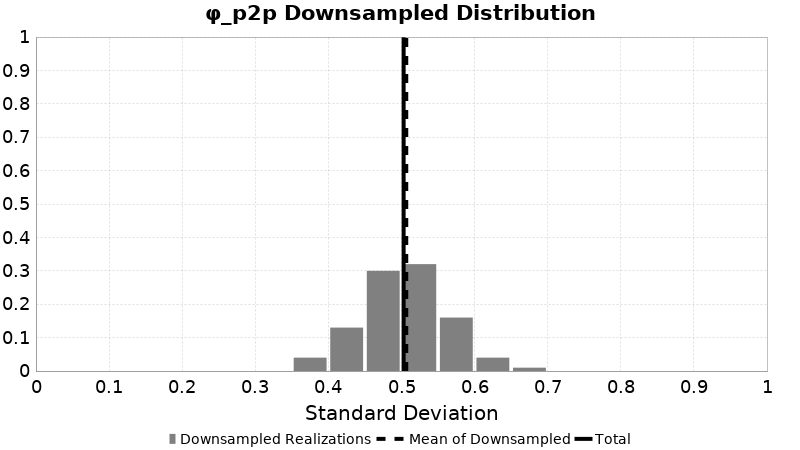 φ_p2p Downsampled Distribution
1
0.9
0.8
0.7
0.6
0.5
0.4
0.3
0.2
0.1
0
0 0.1 0.2 0.3 0.4 0.5 0.6 0.7 0.8 0.9 1
Standard Deviation
Downsampled Realizations Mean of Downsampled Total